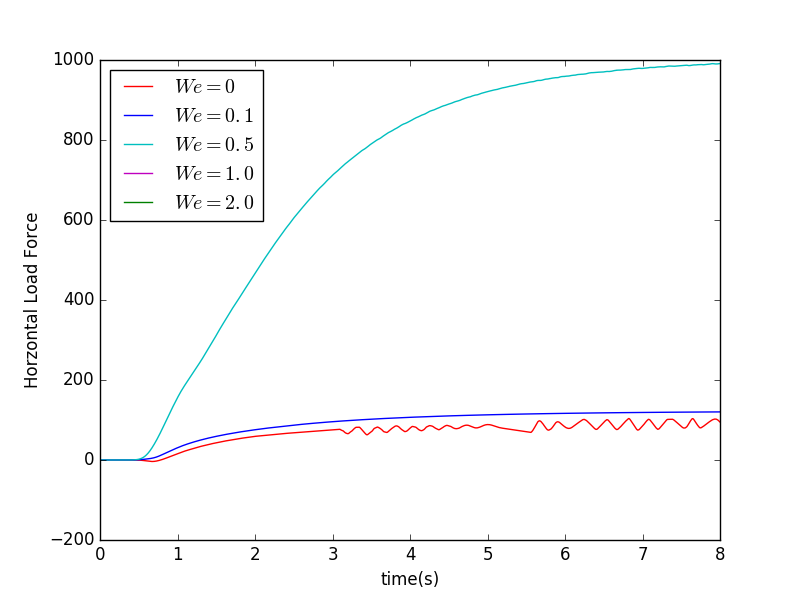 1000
800
600
400
200
0
−200
0 1 2 3 4 5 6 7 8
time(s)
Horzontal Load Force
We = 0
We = 0.1
We = 0.5
We = 1.0
We = 2.0